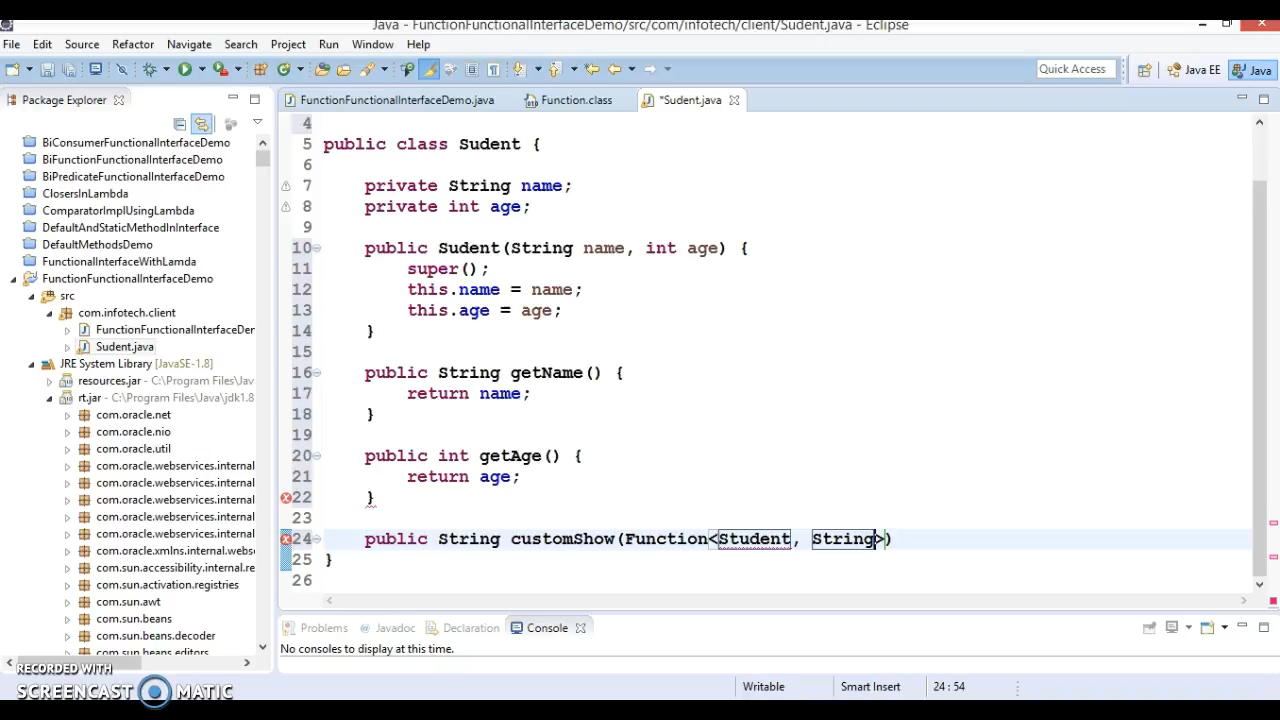 Java - FunctionFunctionalInterfaceDemo/src/com/infotech/client/Sudent.java - Eclipse
File Edit Source Refactor Navigate Search Project Run Window Help
Quick Access Java EE Java
Package Explorer FunctionFunctionalInterfaceDemo.java Function.class *Sudent.java
BiConsumerFunctionalInterfaceDemo
BiFunctionFunctionalInterfaceDemo
BiPredicateFunctionalInterfaceDemo
ClosersInLambda
ComparatorImplUsingLambda
DefaultAndStaticMethodInInterface
DefaultMethodsDemo
FunctionalInterfaceWithLamda
FunctionFunctionalInterfaceDemo
src
com.infotech.client
FunctionFunctionalInterfaceDer
Sudent.java
JRE System Library [JavaSE-1.8]
resources.jar - C:\Program Files\Jav
rt.jar - C:\Program Files\Java\jdk1.8
com.oracle.net
com.oracle.nio
com.oracle.util
com.oracle.webservices.internal
com.oracle.webservices.internal
com.oracle.webservices.internal
com.oracle.webservices.internal
com.oracle.xmlns.internal.webs
com.sun.accessibility.internal.re
com.sun.activation.registries
com.sun.awt
com.sun.beans
com.sun.beans.decoder
com.sun.beans.editors
4
5 public class Sudent {
6
7 private String name;
8 private int age;
9
10 public Sudent(String name, int age) {
11 super();
12 this.name = name;
13 this.age = age;
14 }
15
16 public String getName() {
17 return name;
18 }
19
20 public int getAge() {
21 return age;
22 }
23
24 public String customShow(Function<Student, String>)
25 }
26
Problems Javadoc Declaration Console
No consoles to display at this time.
Writable Smart Insert 24 : 54
RECORDED WITH
SCREENCAST MATIC